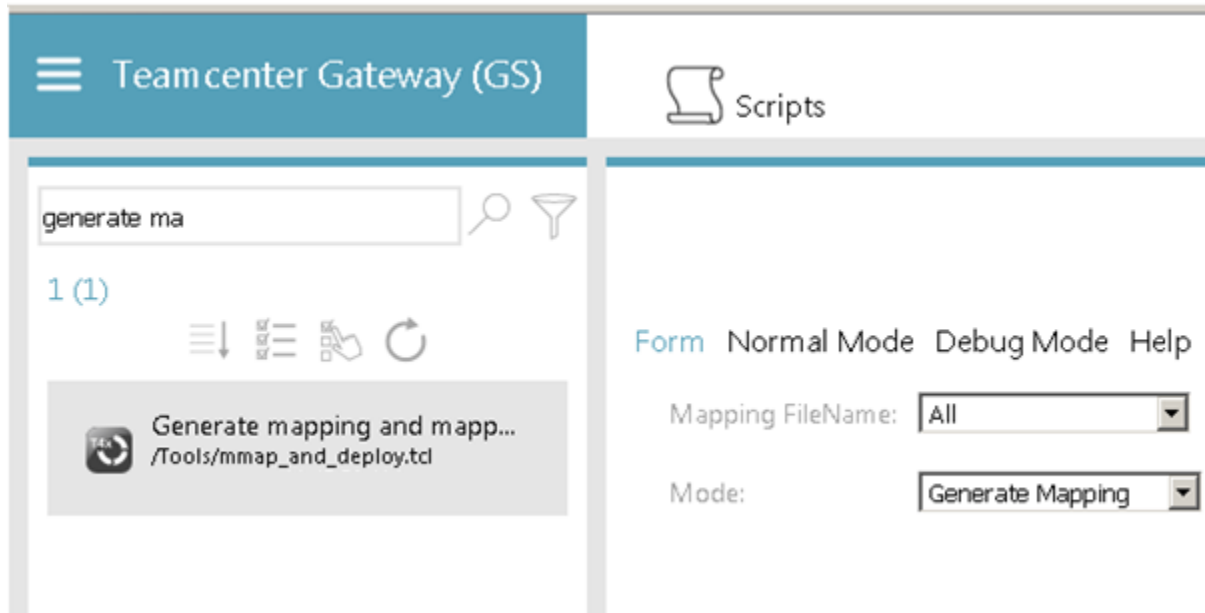 Teamcenter Gateway (GS)
Scripts
generate ma
1 (1)
Form Normal Mode Debug Mode Help
Mapping FileName: All
Generate mapping and mapp...
T4x
/Tools/mmap_and_deploy.tcl
Mode: Generate Mapping